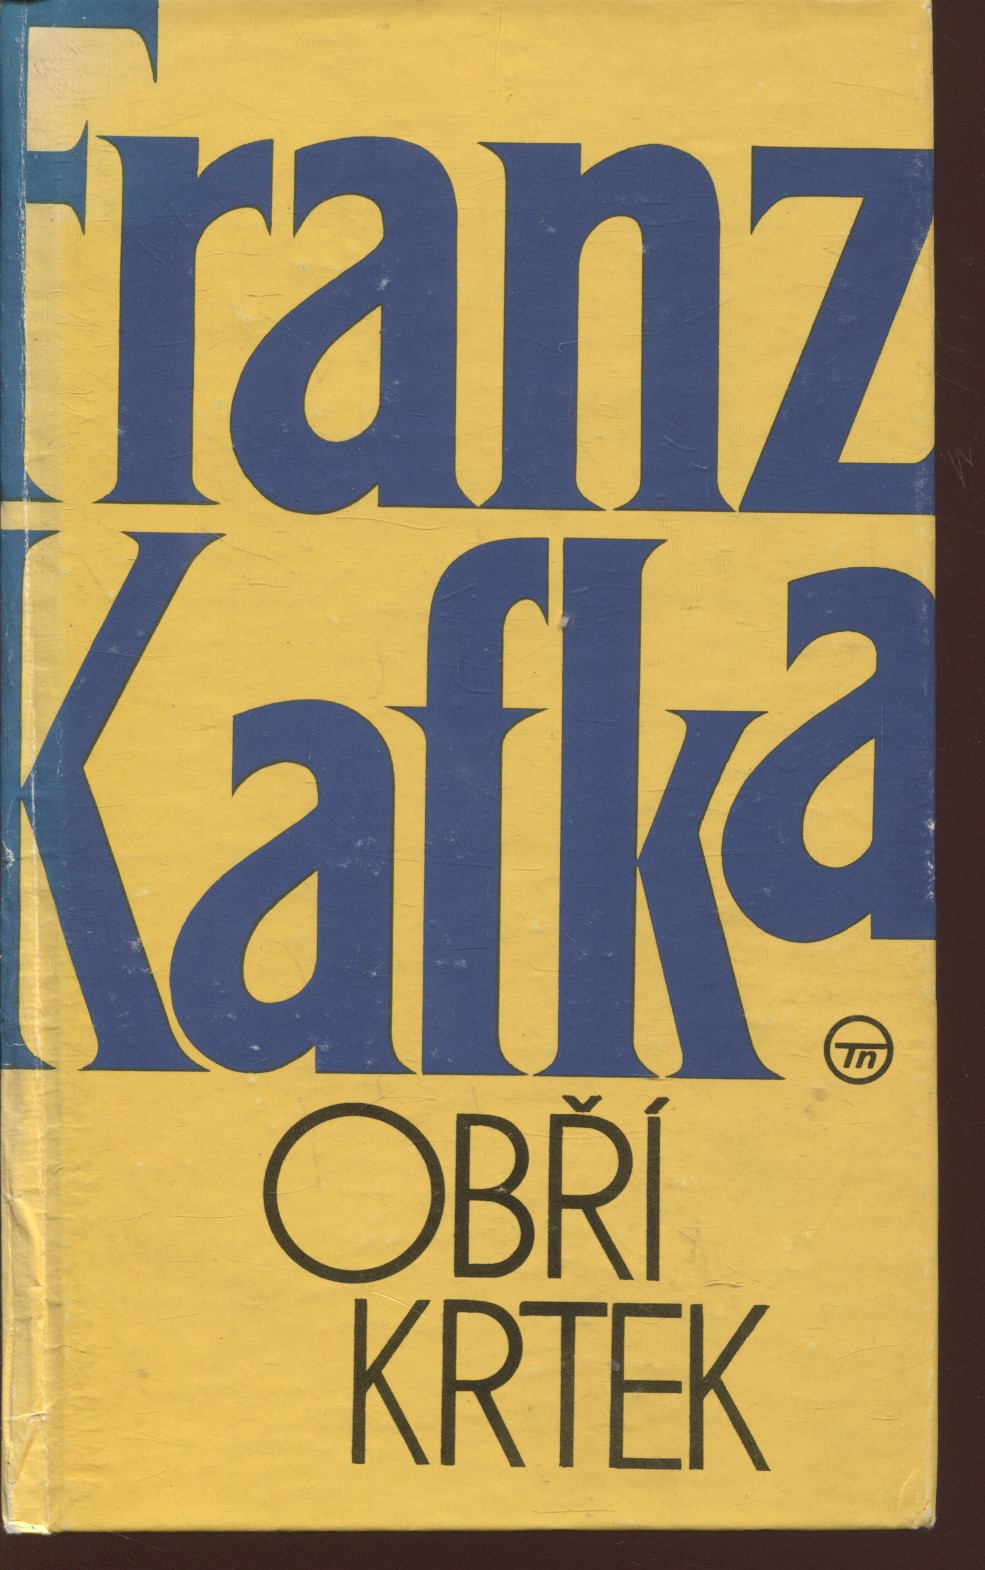 Franz
Kafka
Tn
OBŘÍ
KRTEK